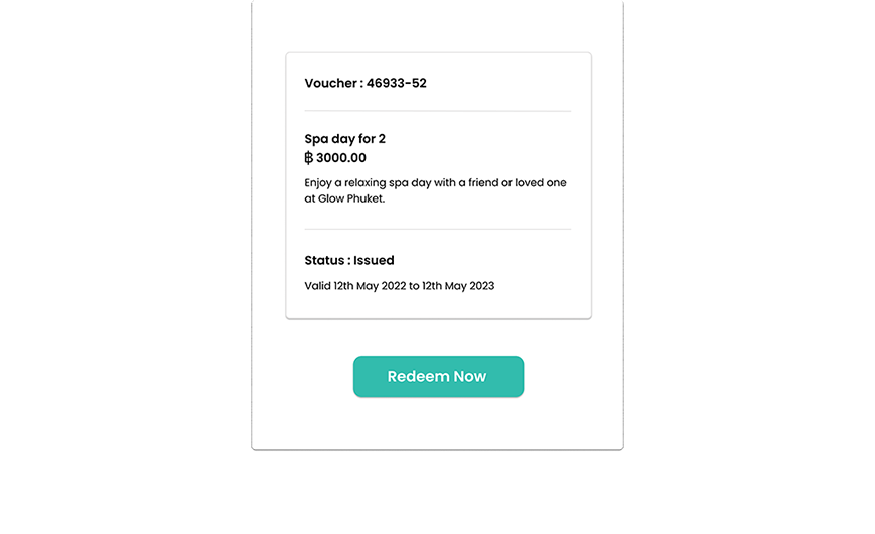 Voucher : 46933-52
Spa day for 2
฿ 3000.00
Enjoy a relaxing spa day with a friend or loved one
at Glow Phuket.
Status : Issued
Valid 12th May 2022 to 12th May 2023
Redeem Now